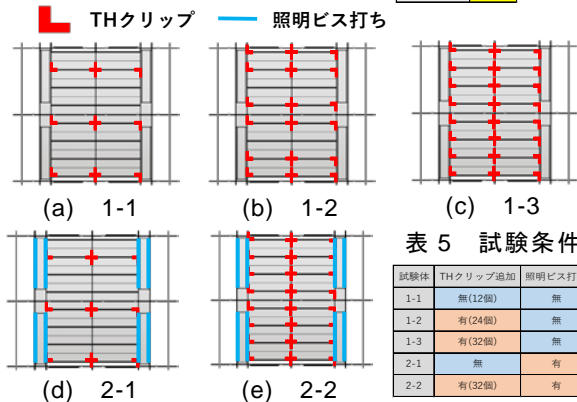 THクリップ 照明ビス打ち
(a) 1-1
(b) 1-2
(c) 1-3
(d) 2-1
(e) 2-2
表 5 試験条件
試験体 THクリップ追加 照明ビス打
1-1 無(12個) 無
1-2 有(24個) 無
1-3 有(32個) 無
2-1 無 有
2-2 有(32個) 有